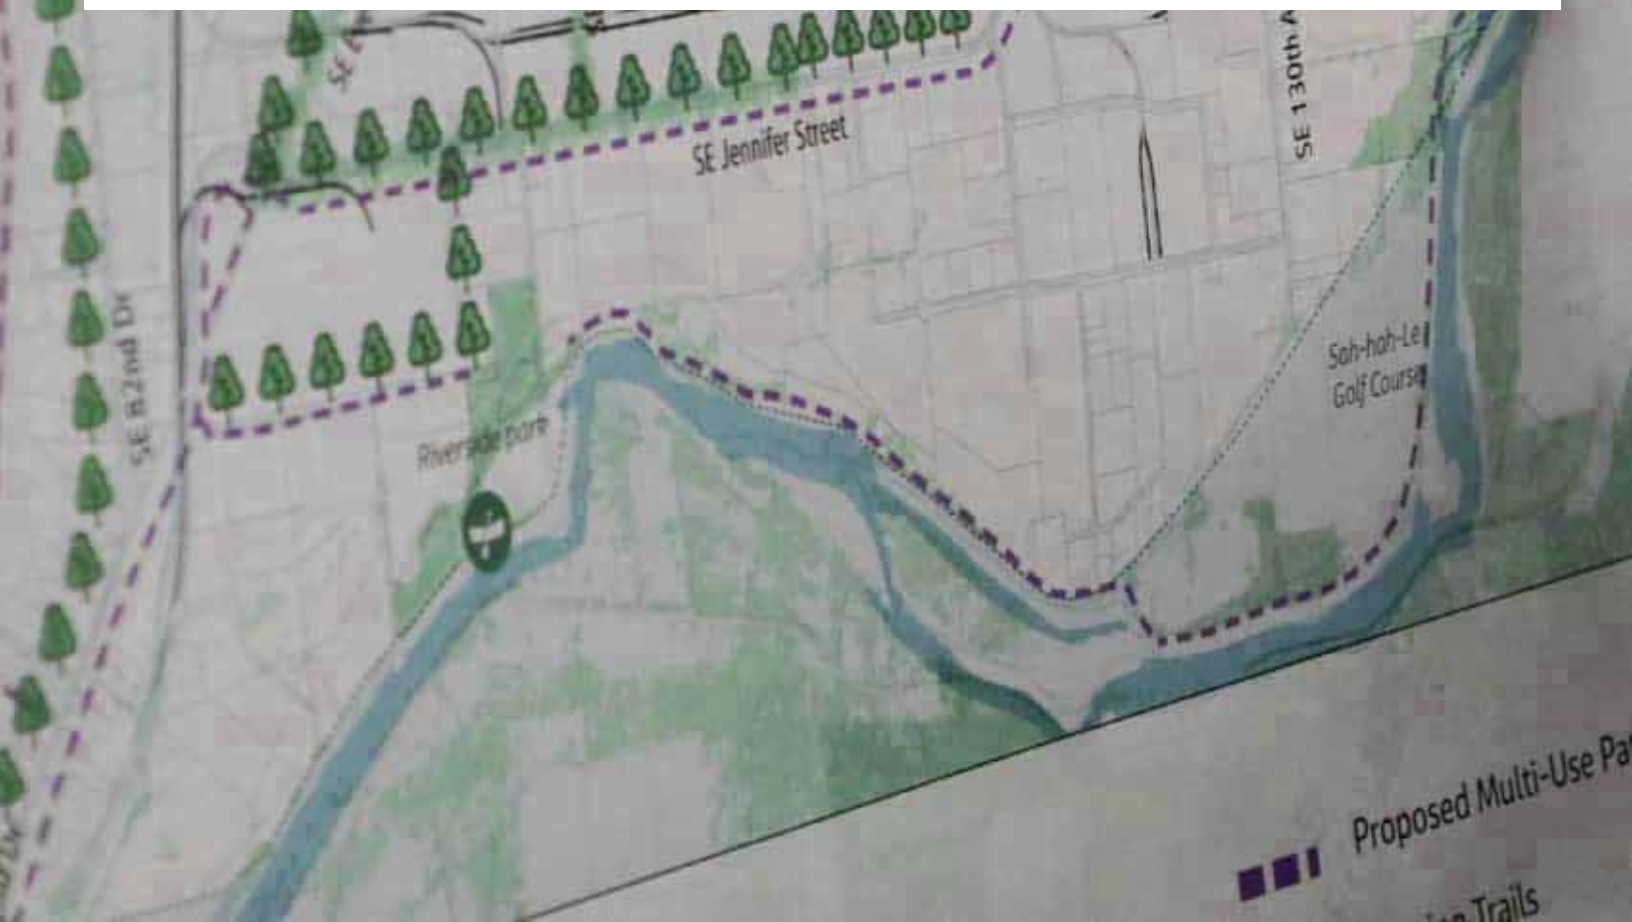 SE 130th A
SE Jennifer Street
SE 82nd Dr
Sah-hah-Le
Golf Course
Riverside park
Proposed Multi-Use Pa
Trails